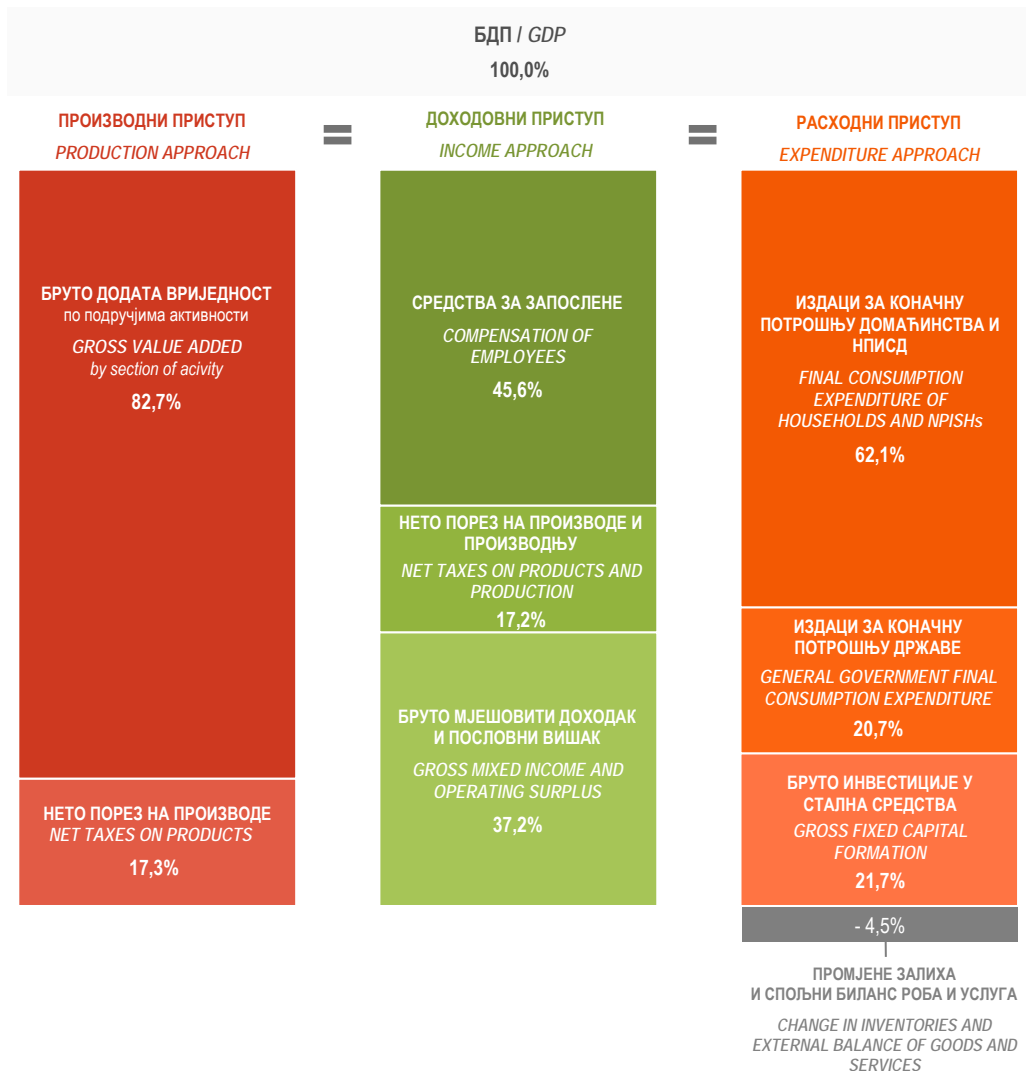 БДП / GDP
100,0%
ПРОИЗВОДНИ ПРИСТУП
PRODUCTION APPROACH
=
ДОХОДОВНИ ПРИСТУП
INCOME APPROACH
=
РАСХОДНИ ПРИСТУП
EXPENDITURE APPROACH
БРУТО ДОДАТА ВРИЈЕДНОСТ
по подручјима активности
GROSS VALUE ADDED
by section of acivity
82,7%
НЕТО ПОРЕЗ НА ПРОИЗВОДЕ
NET TAXES ON PRODUCTS
17,3%
СРЕДСТВА ЗА ЗАПОСЛЕНЕ
COMPENSATION OF
EMPLOYEES
45,6%
НЕТО ПОРЕЗ НА ПРОИЗВОДЕ И
ПРОИЗВОДЊУ
NET TAXES ON PRODUCTS AND
PRODUCTION
17,2%
БРУТО МЈЕШОВИТИ ДОХОДАК
И ПОСЛОВНИ ВИШАК
GROSS MIXED INCOME AND
OPERATING SURPLUS
37,2%
ИЗДАЦИ ЗА КОНАЧНУ
ПОТРОШЊУ ДОМАЋИНСТВА И
НПИСД
FINAL CONSUMPTION
EXPENDITURE OF
HOUSEHOLDS AND NPISHs
62,1%
ИЗДАЦИ ЗА КОНАЧНУ
ПОТРОШЊУ ДРЖАВЕ
GENERAL GOVERNMENT FINAL
CONSUMPTION EXPENDITURE
20,7%
БРУТО ИНВЕСТИЦИЈЕ У
СТАЛНА СРЕДСТВА
GROSS FIXED CAPITAL
FORMATION
21,7%
- 4,5%
ПРОМЈЕНЕ ЗАЛИХА
И СПОЉНИ БИЛАНС РОБА И УСЛУГА
CHANGE IN INVENTORIES AND
EXTERNAL BALANCE OF GOODS AND
SERVICES